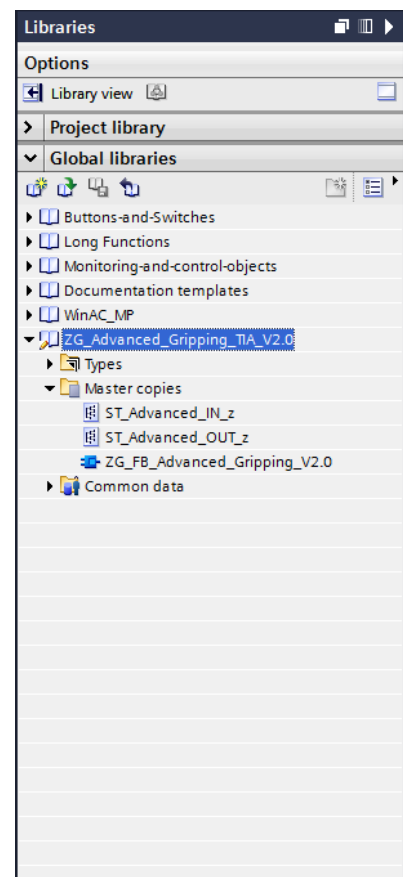 Libraries
Options
Library view
Project library
Global libraries
Buttons-and-Switches
Long Functions
Monitoring-and-control-objects
Documentation templates
WinAC_MP
ZG_Advanced_Gripping_TIA_V2.0
Types
Master copies
ST_Advanced_IN_z
ST_Advanced_OUT_z
ZG_FB_Advanced_Gripping_V2.0
Common data